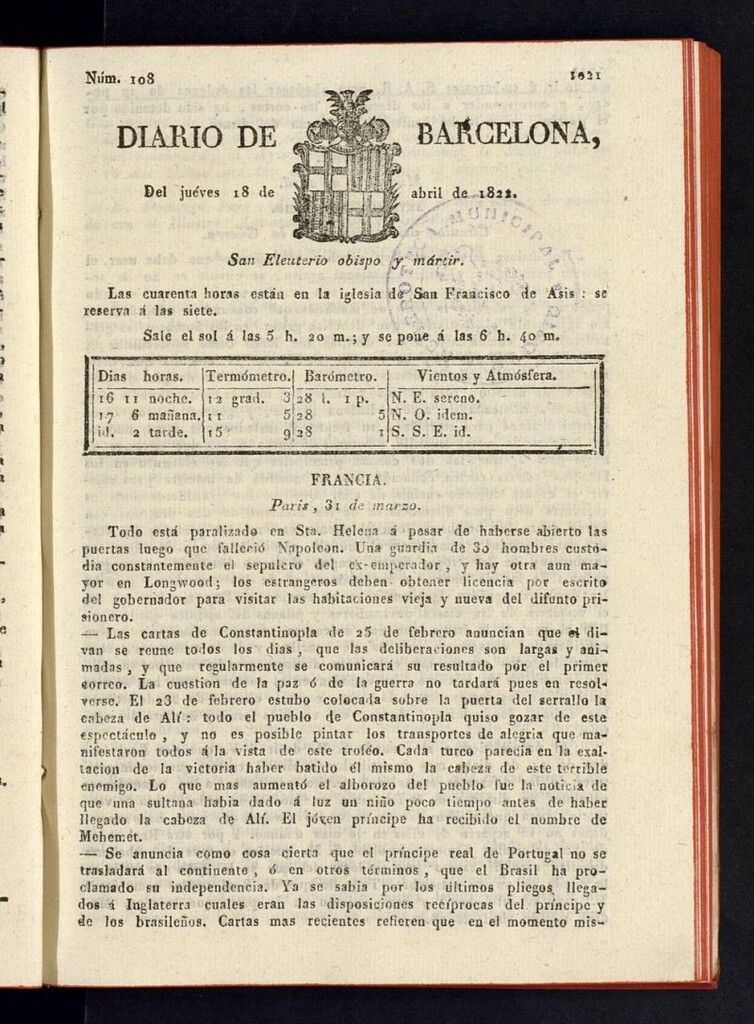 Núm. 108 1021
DIARIO DE BARCELONA,
Del juéves 18 de abril de 1822.
San Eleuterio obispo y mártir.
Las cuarenta horas están en la iglesia de San Francisco de Asis : se
reserva á las siete.
Sale el sol á las 5 h. 20 m.; y se pone á las 6 h. 40 m.
Dias horas. Termómetro. Barómetro. Vientos y Atmósfera.
16 11 noche. 12 grad. 3 28 l. 1 p. N. E. sereno.
17 6 mañana. 11 5 28 5 N. O. idem.
id. 2 tarde. 15 9 28 1 S. S. E. id.
FRANCIA.
Paris, 31 de marzo.
Todo está paralizado en Sta. Helena á pesar de haberse abierto las
puertas luego que falleció Napoleon. Una guardia de 30 hombres custo-
dia constantemente el sepulcro del ex-emperador, y hay otra aun ma-
yor en Longwood; los estrangeros deben obtener licencia por escrito
del gobernador para visitar las habitaciones vieja y nueva del difunto pri-
sionero.
— Las cartas de Constantinopla de 25 de febrero anuncian que el di-
van se reune todos los dias, que las deliberaciones son largas y ani-
madas, y que regularmente se comunicará su resultado por el primer
correo. La cuestion de la paz ó de la guerra no tardará pues en resol-
verse. El 23 de febrero estubo colocada sobre la puerta del serrallo la
cabeza de Alí: todo el pueblo de Constantinopla quiso gozar de este
espectáculo, y no es posible pintar los transportes de alegria que ma-
nifestaron todos á la vista de este troféo. Cada turco parecia en la exal-
tacion de la victoria haber batido él mismo la cabeza de este terrible
enemigo. Lo que mas aumentó el alborozo del pueblo fue la noticia de
que una sultana habia dado á luz un niño poco tiempo antes de haber
llegado la cabeza de Alí. El jóven príncipe ha recibido el nombre de
Mehemet.
— Se anuncia como cosa cierta que el príncipe real de Portugal no se
trasladará al continente, ó en otros términos, que el Brasil ha pro-
clamado su independencia. Ya se sabia por los últimos pliegos llega-
dos á Inglaterra cuales eran las disposiciones recíprocas del príncipe y
de los brasileños. Cartas mas recientes refieren que en el momento mis-